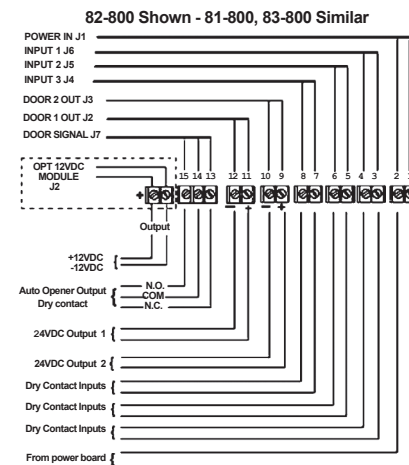 82-800 Shown - 81-800, 83-800 Similar
POWER IN J1
INPUT 1 J6
INPUT 2 J5
INPUT 3 J4
DOOR 2 OUT J3
DOOR 1 OUT J2
DOOR SIGNAL J7
OPT 12VDC
MODULE
J2
+
15 14 13 12 11 10 9 8 7 6 5 4 3 2
Output
– + – +
+12VDC
-12VDC
Auto Opener Output
Dry contact
N.O.
COM
N.C.
24VDC Output 1
24VDC Output 2
Dry Contact Inputs
Dry Contact Inputs
Dry Contact Inputs
From power board